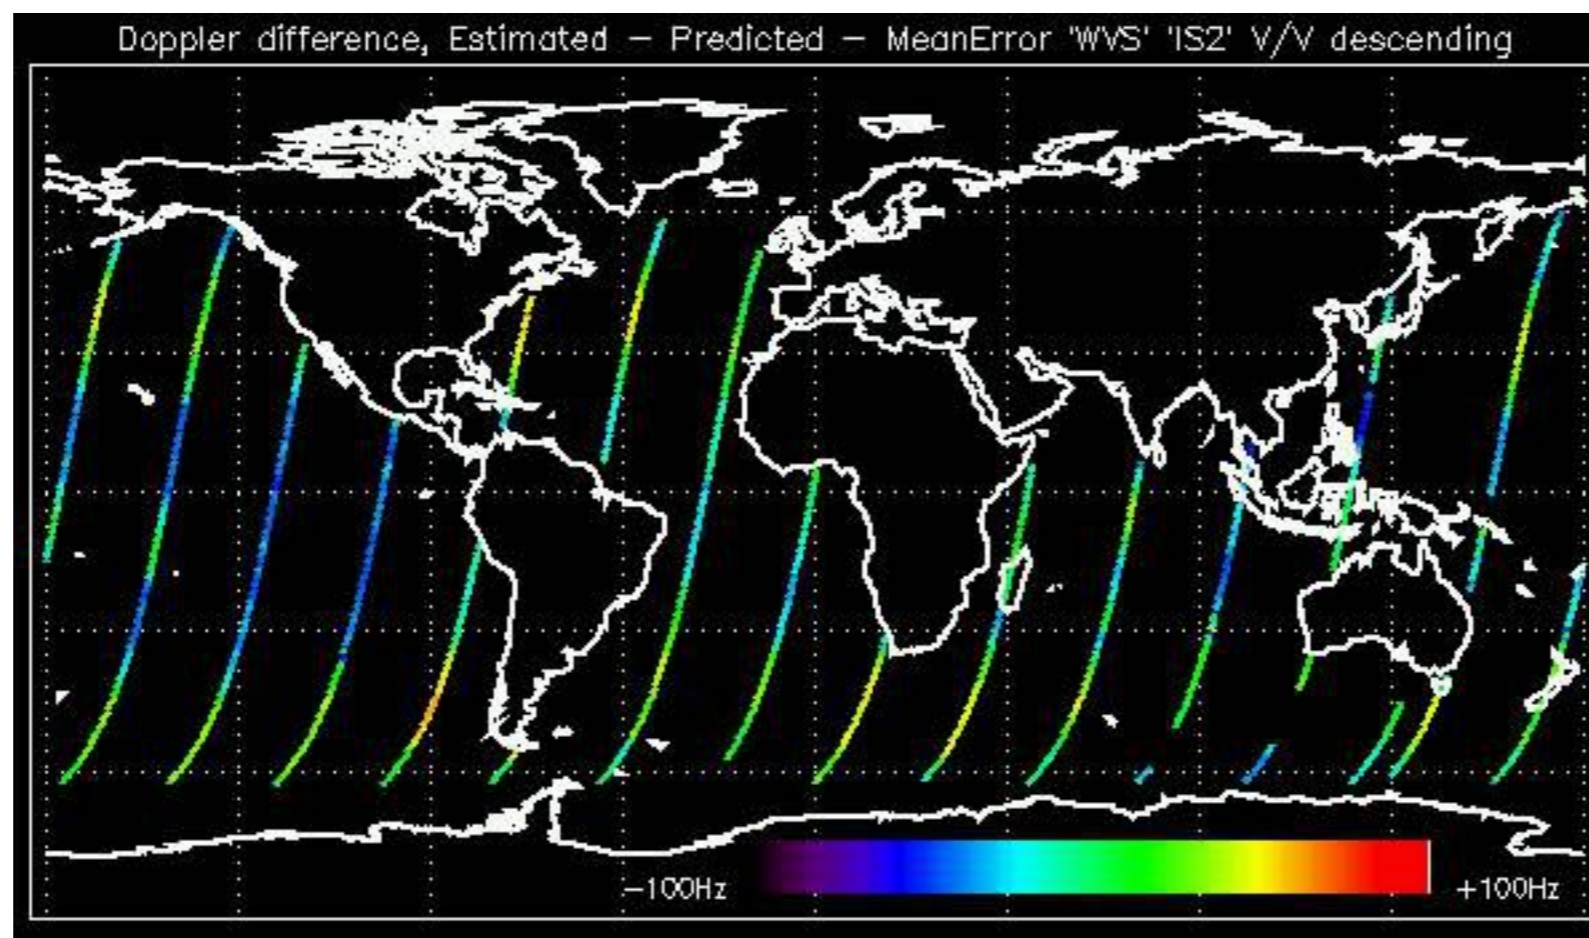 Doppler difference, Estimated – Predicted – MeanError 'WVS' 'IS2' V/V descending
-100Hz
+100Hz